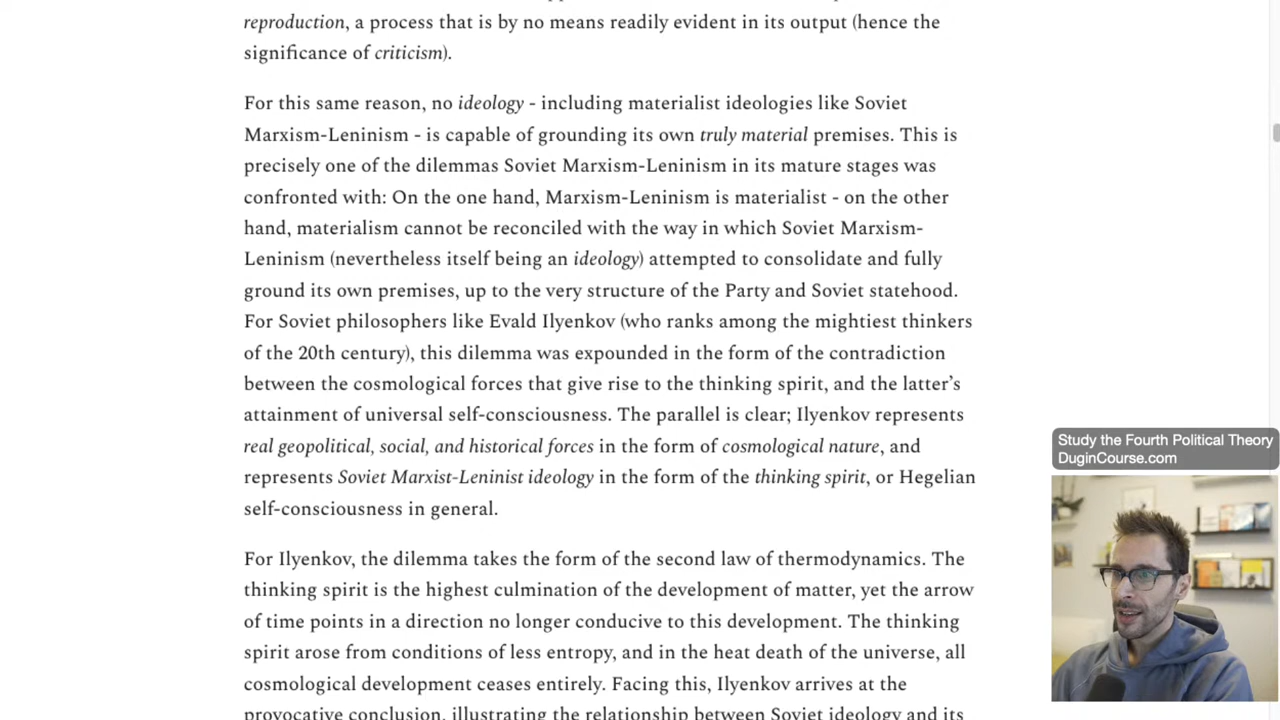 reproduction, a process that is by no means readily evident in its output (hence the
significance of criticism).
For this same reason, no ideology - including materialist ideologies like Soviet
Marxism-Leninism - is capable of grounding its own truly material premises. This is
precisely one of the dilemmas Soviet Marxism-Leninism in its mature stages was
confronted with: On the one hand, Marxism-Leninism is materialist - on the other
hand, materialism cannot be reconciled with the way in which Soviet Marxism-
Leninism (nevertheless itself being an ideology) attempted to consolidate and fully
ground its own premises, up to the very structure of the Party and Soviet statehood.
For Soviet philosophers like Evald Ilyenkov (who ranks among the mightiest thinkers
of the 20th century), this dilemma was expounded in the form of the contradiction
between the cosmological forces that give rise to the thinking spirit, and the latter's
attainment of universal self-consciousness. The parallel is clear; Ilyenkov represents
real geopolitical, social, and historical forces in the form of cosmological nature, and
represents Soviet Marxist-Leninist ideology in the form of the thinking spirit, or Hegelian
self-consciousness in general.
For Ilyenkov, the dilemma takes the form of the second law of thermodynamics. The
thinking spirit is the highest culmination of the development of matter, yet the arrow
of time points in a direction no longer conducive to this development. The thinking
spirit arose from conditions of less entropy, and in the heat death of the universe, all
cosmological development ceases entirely. Facing this, Ilyenkov arrives at the
provocative conclusion, illustrating the relationship between Soviet ideology and its
Study the Fourth Political Theory
DuginCourse.com